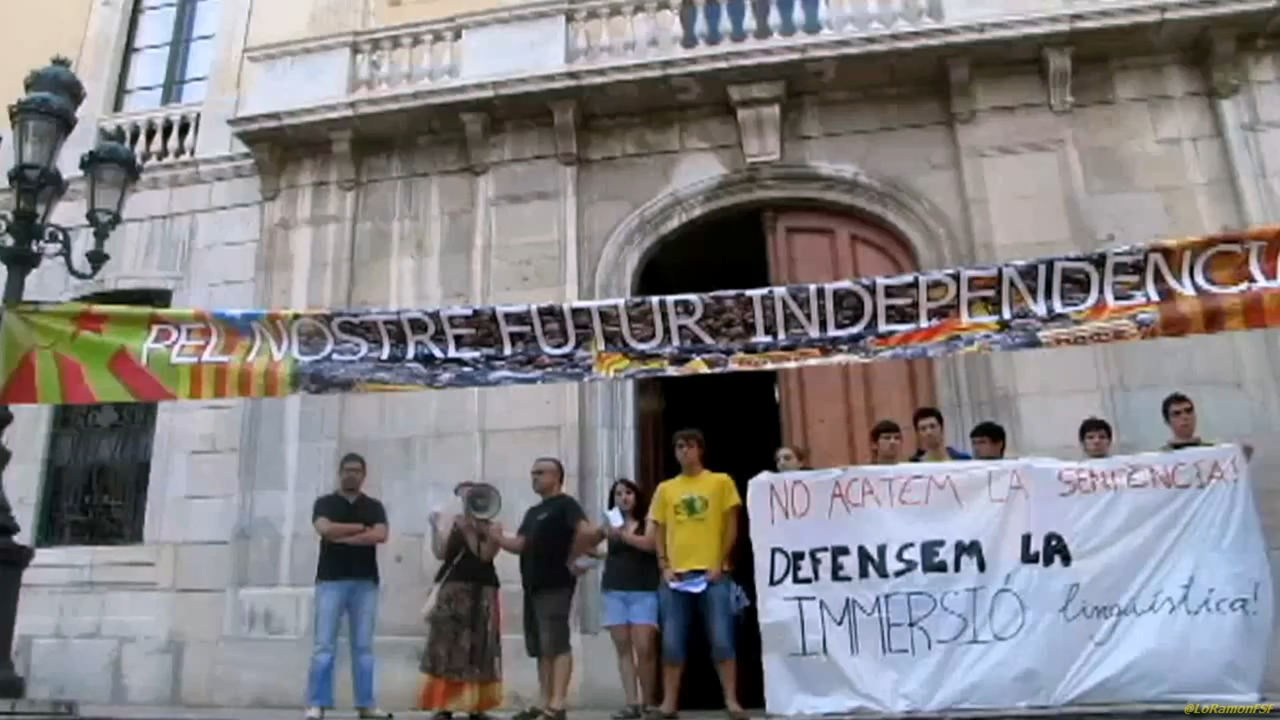 PEL NOSTRE FUTUR INDEPENDÈNCIA
NO ACATEM LA SENTÈNCIA!
DEFENSEM LA
IMMERSIÓ lingüística!
@LoRamonFSF